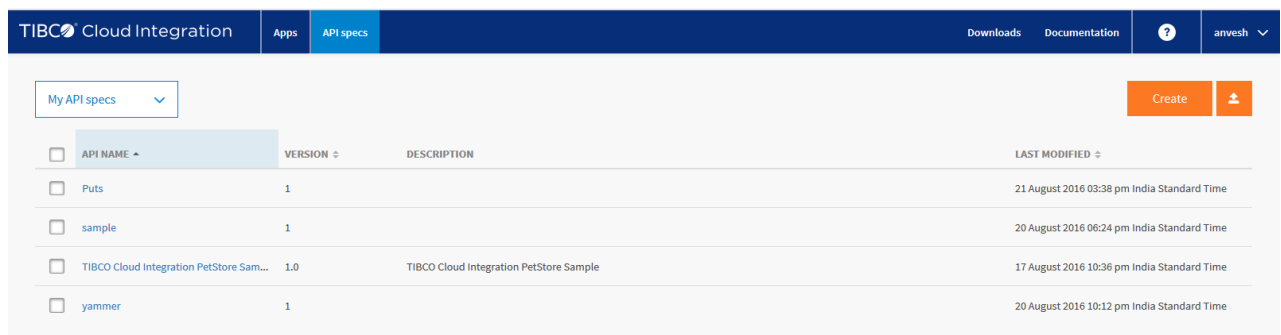 TIBCO® Cloud Integration Apps API specs Downloads Documentation ? anvesh
My API specs Create
API NAME VERSION DESCRIPTION LAST MODIFIED
Puts 1 21 August 2016 03:38 pm India Standard Time
sample 1 20 August 2016 06:24 pm India Standard Time
TIBCO Cloud Integration PetStore Sam... 1.0 TIBCO Cloud Integration PetStore Sample 17 August 2016 10:36 pm India Standard Time
yammer 1 20 August 2016 10:12 pm India Standard Time